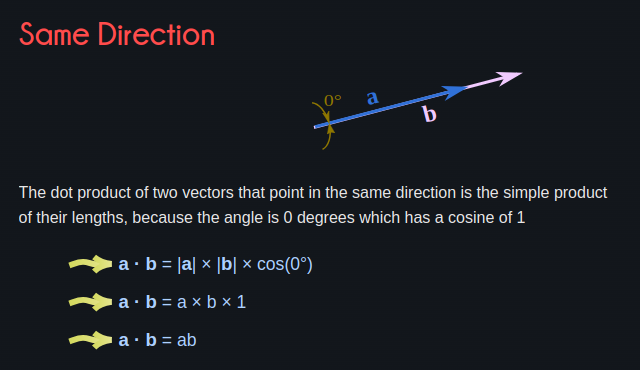 Same Direction
0°
a
b
The dot product of two vectors that point in the same direction is the simple product
of their lengths, because the angle is 0 degrees which has a cosine of 1
a · b = |a| × |b| × cos(0°)
a · b = a × b × 1
a · b = ab